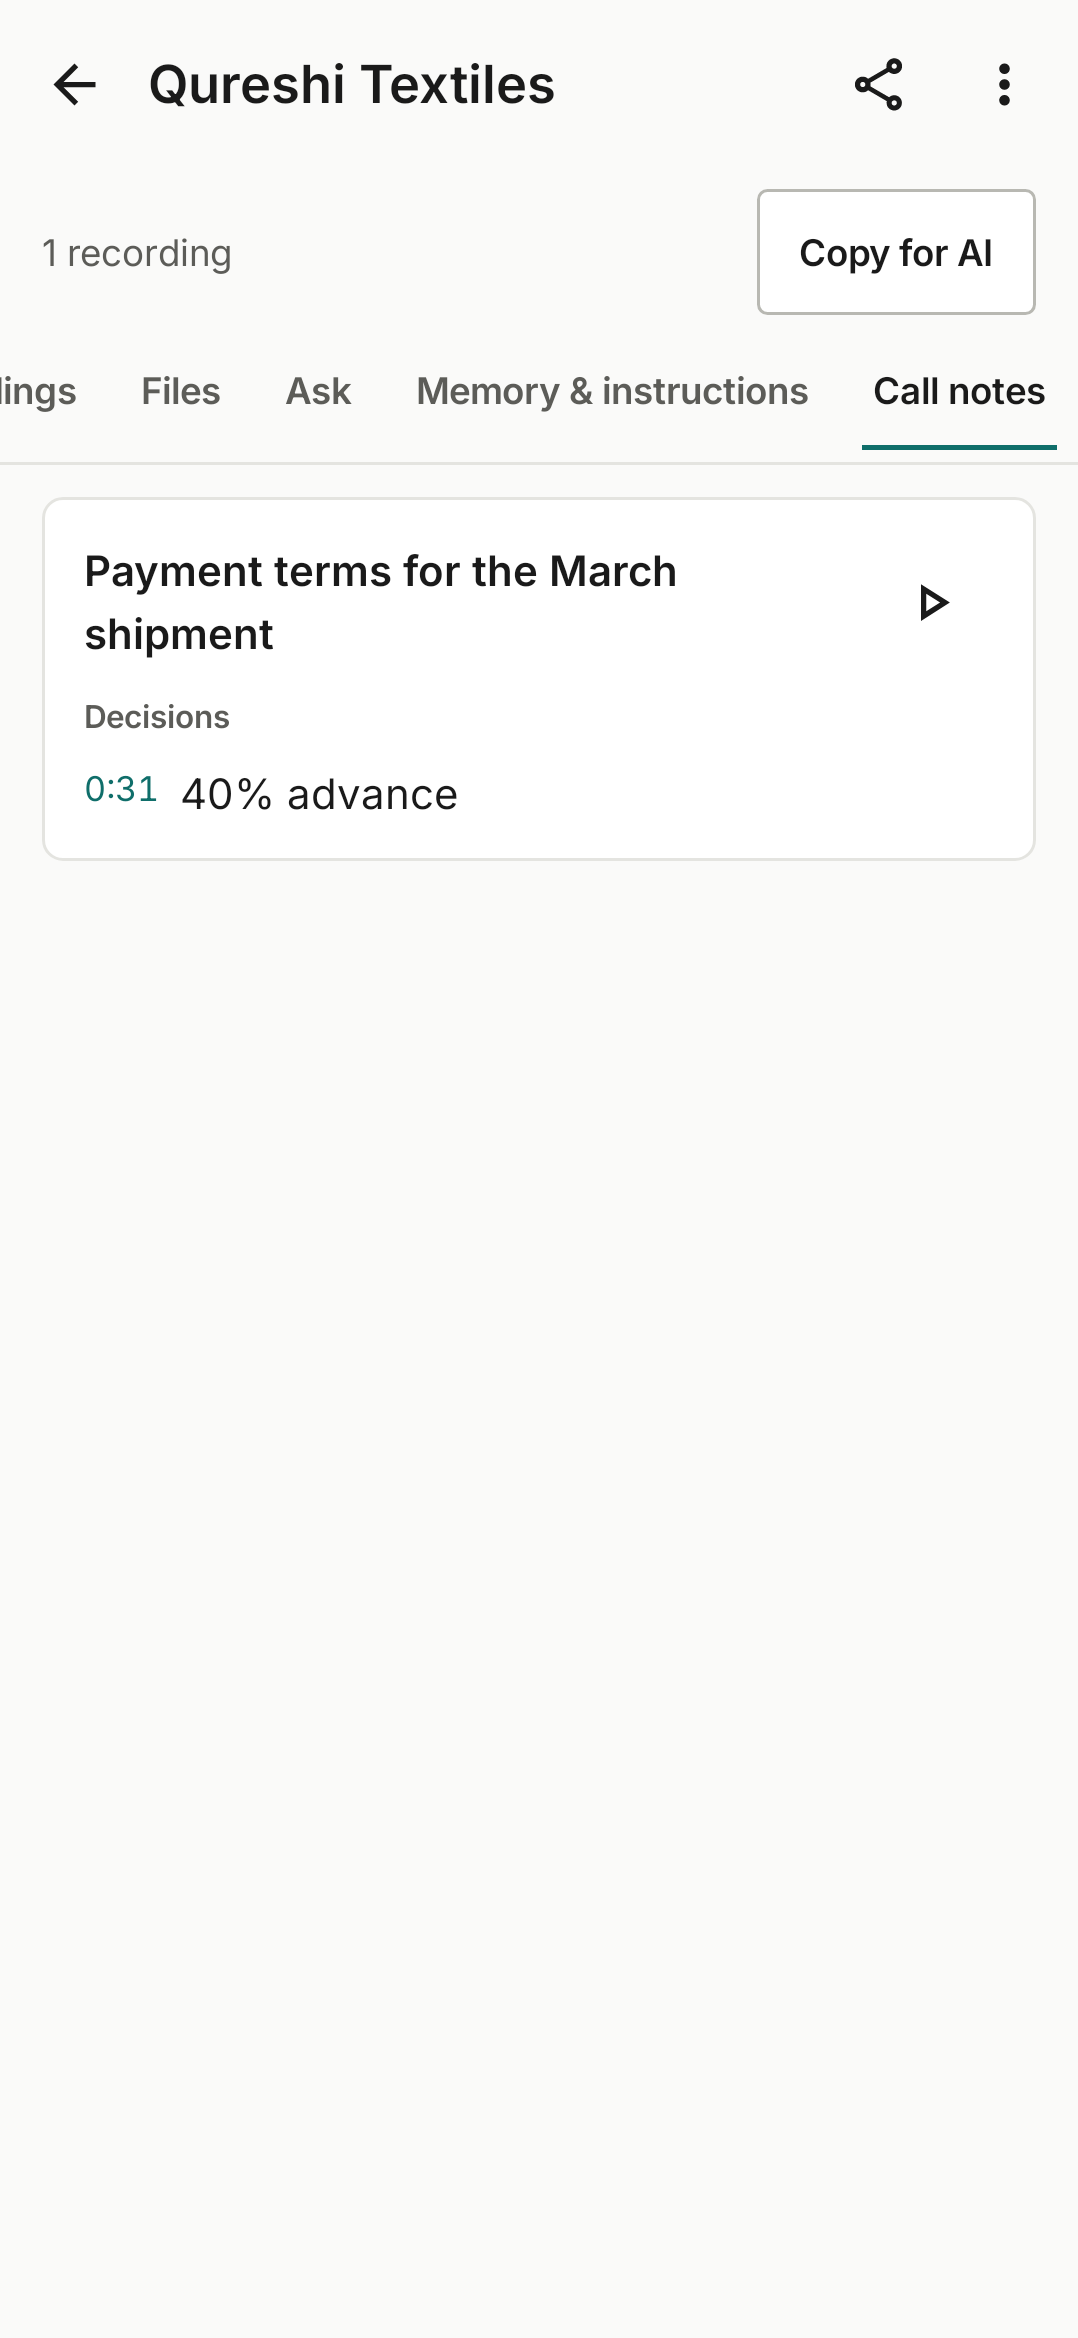 Qureshi Textiles
1 recording
Copy for AI
Files Ask Memory & instructions Call notes
Payment terms for the March
shipment
Decisions
0:31 40% advance